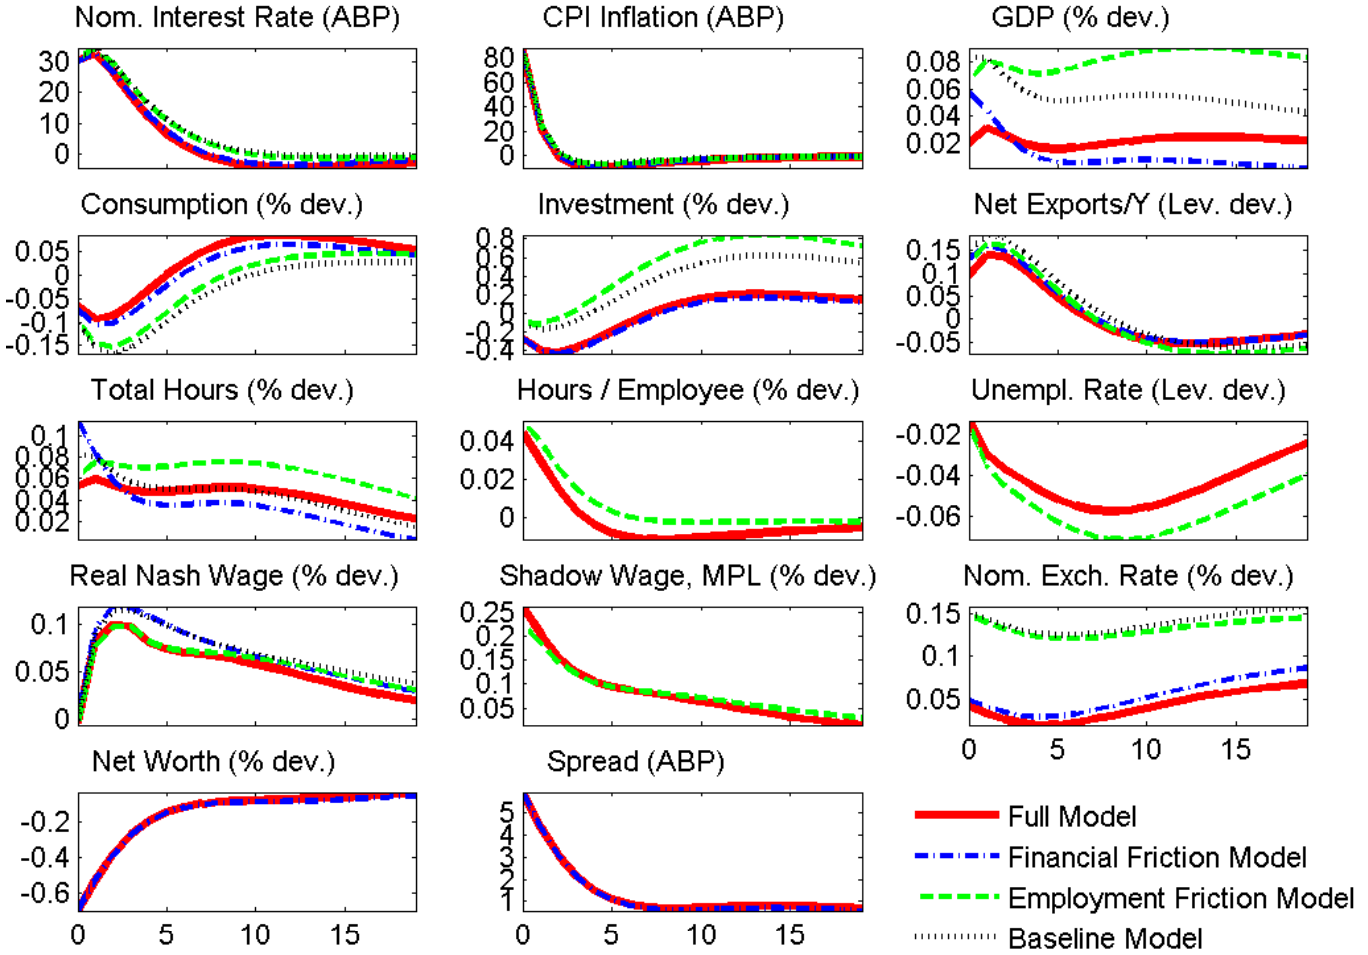 Nom. Interest Rate (ABP)
CPI Inflation (ABP)
GDP (% dev.)
30
20
10
0
80
60
40
20
0
0.08
0.06
0.04
0.02
Consumption (% dev.)
Investment (% dev.)
Net Exports/Y (Lev. dev.)
0.05
0
-0.05
-0.1
-0.15
0.8
0.6
0.4
0.2
0
-0.2
-0.4
0.15
0.1
0.05
0
-0.05
Total Hours (% dev.)
Hours / Employee (% dev.)
Unempl. Rate (Lev. dev.)
0.1
0.08
0.06
0.04
0.02
0.04
0.02
0
-0.02
-0.04
-0.06
Real Nash Wage (% dev.)
Shadow Wage, MPL (% dev.)
Nom. Exch. Rate (% dev.)
0.1
0.05
0
0.25
0.2
0.15
0.1
0.05
0.15
0.1
0.05
0 5 10 15
Net Worth (% dev.)
Spread (ABP)
-0.2
-0.4
-0.6
0 5 10 15
5
4
3
2
1
0 5 10 15
Full Model
Financial Friction Model
Employment Friction Model
Baseline Model